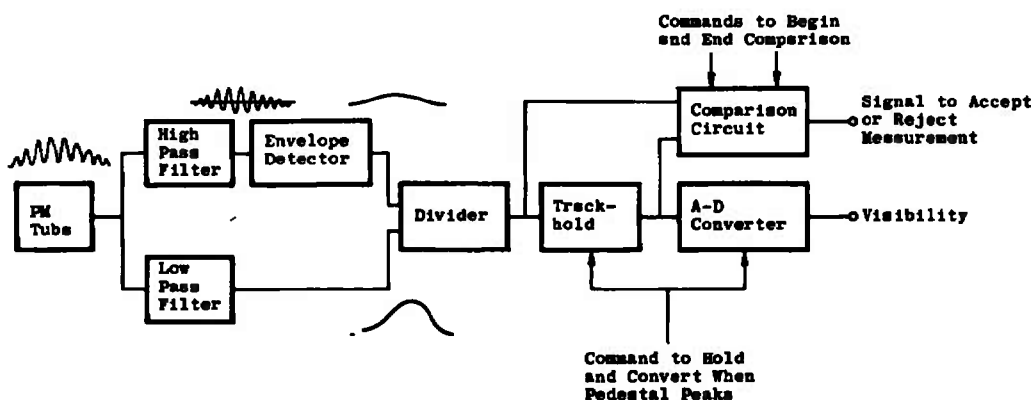 Commands to Begin
and End Comparison
High
Pass
Filter
Envelope
Detector
Comparison
Circuit
Signal to Accept
or Reject
Measurement
PM
Tubs
Divider
Track-
hold
A-D
Converter
Visibility
Low
Pass
Filter
Command to Hold
and Convert When
Pedestal Peaks